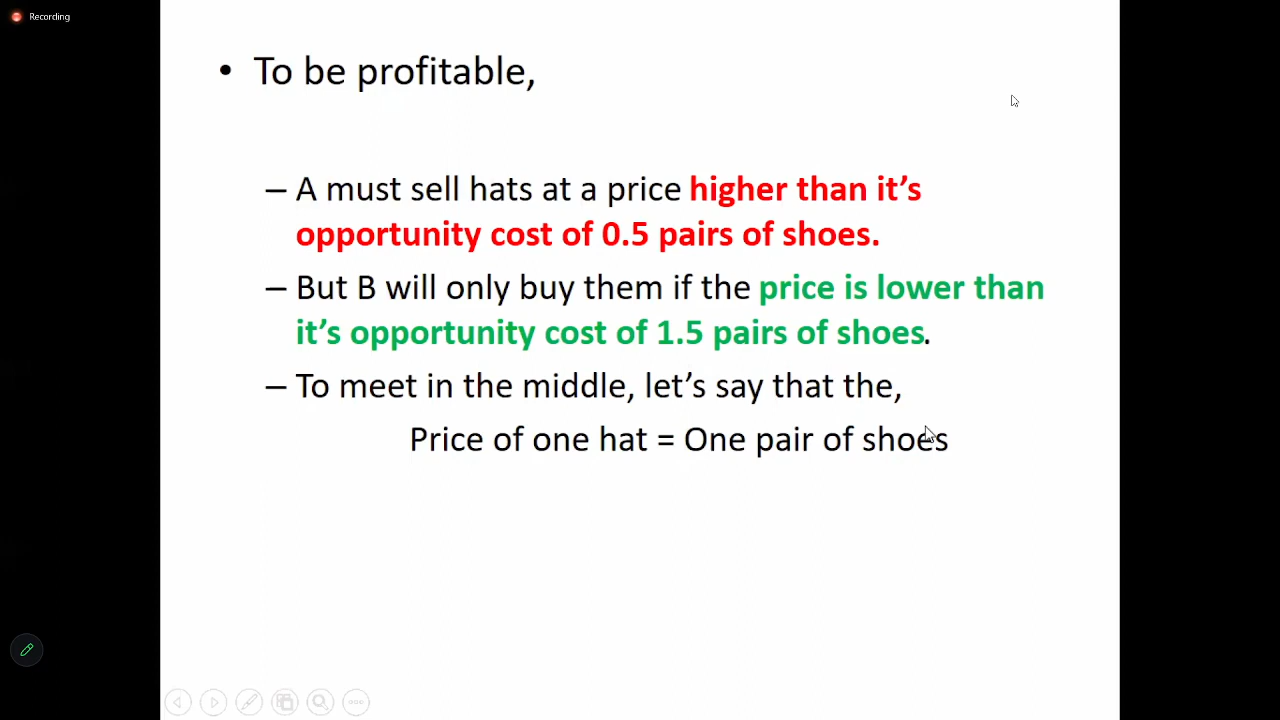 Recording
• To be profitable,
– A must sell hats at a price higher than it's
opportunity cost of 0.5 pairs of shoes.
– But B will only buy them if the price is lower than
it's opportunity cost of 1.5 pairs of shoes.
– To meet in the middle, let's say that the,
Price of one hat = One pair of shoes